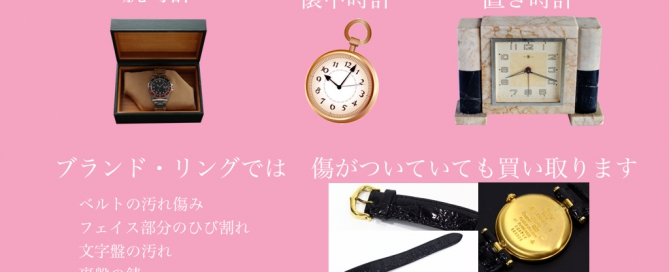 懐中時計
置き時計
ブランド・リングでは　傷がついていても買い取ります
ベルトの汚れ傷み
フェイス部分のひび割れ
文字盤の汚れ